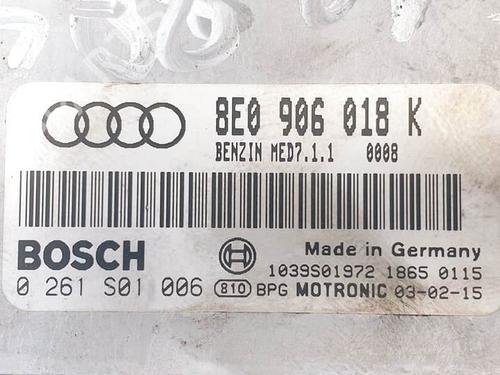 8E0 906 018 K
BENZIN MED7.1.1 0008
BOSCH
Made in Germany
1039S01972 1865 0115
0 261 S01 006 810 BPG MOTRONIC 03-02-15